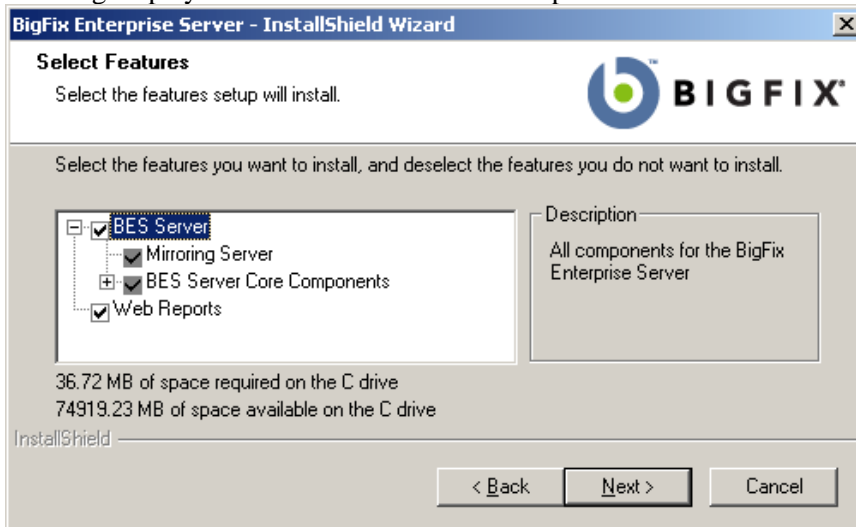 BigFix Enterprise Server - InstallShield Wizard
Select Features
Select the features setup will install.
BIGFIX
Select the features you want to install, and deselect the features you do not want to install.
BES Server
Mirroring Server
BES Server Core Components
Web Reports
Description
All components for the BigFix
Enterprise Server
36.72 MB of space required on the C drive
74919.23 MB of space available on the C drive
InstallShield
< Back
Next >
Cancel